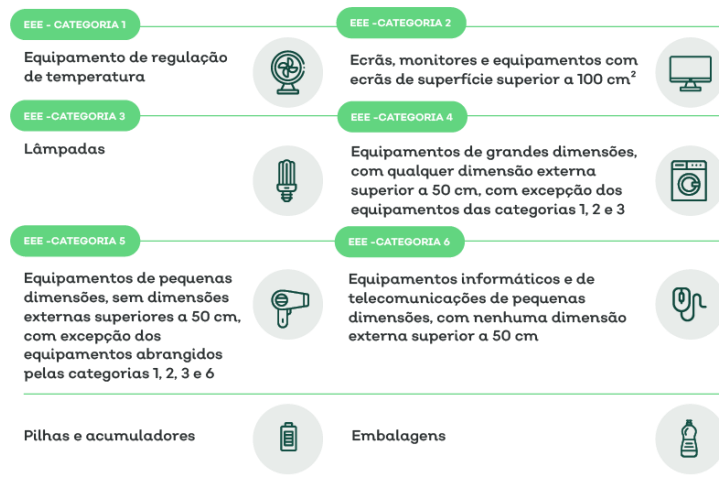 EEE - CATEGORIA 1
Equipamento de regulação
de temperatura
EEE -CATEGORIA 2
Ecrãs, monitores e equipamentos com
ecrãs de superfície superior a 100 cm²
EEE -CATEGORIA 3
Lâmpadas
EEE -CATEGORIA 4
Equipamentos de grandes dimensões,
com qualquer dimensão externa
superior a 50 cm, com excepção dos
equipamentos das categorias 1, 2 e 3
EEE -CATEGORIA 5
Equipamentos de pequenas
dimensões, sem dimensões
externas superiores a 50 cm,
com excepção dos
equipamentos abrangidos
pelas categorias 1, 2, 3 e 6
EEE -CATEGORIA 6
Equipamentos informáticos e de
telecomunicações de pequenas
dimensões, com nenhuma dimensão
externa superior a 50 cm
Pilhas e acumuladores
Embalagens